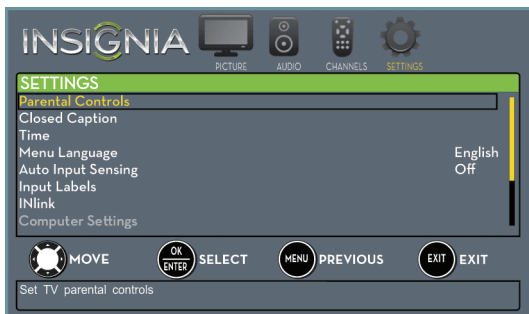 INSIGNIA
PICTURE AUDIO CHANNELS SETTINGS
SETTINGS
Parental Controls
Closed Caption
Time
Menu Language English
Auto Input Sensing Off
Input Labels
INlink
Computer Settings
MOVE OK ENTER SELECT MENU PREVIOUS EXIT EXIT
Set TV parental controls